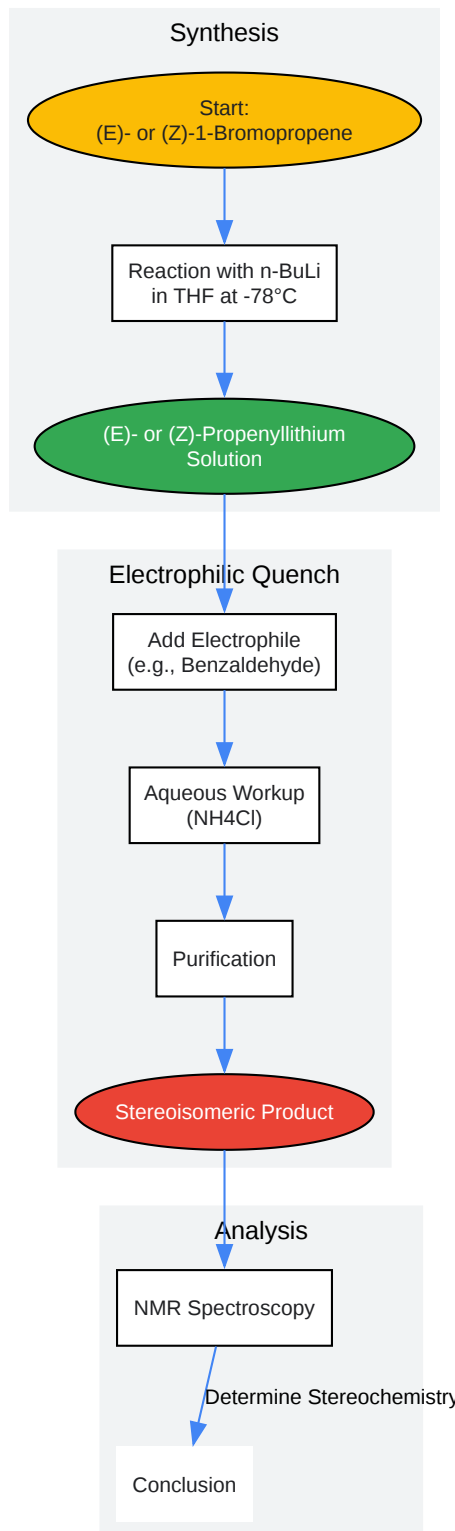 Synthesis
Start:
(E)- or (Z)-1-Bromopropene
Reaction with n-BuLi
in THF at -78°C
(E)- or (Z)-Propenyllithium
Solution
Electrophilic Quench
Add Electrophile
(e.g., Benzaldehyde)
Aqueous Workup
(NH4Cl)
Purification
Stereoisomeric Product
Analysis
NMR Spectroscopy
Determine Stereochemistry
Conclusion